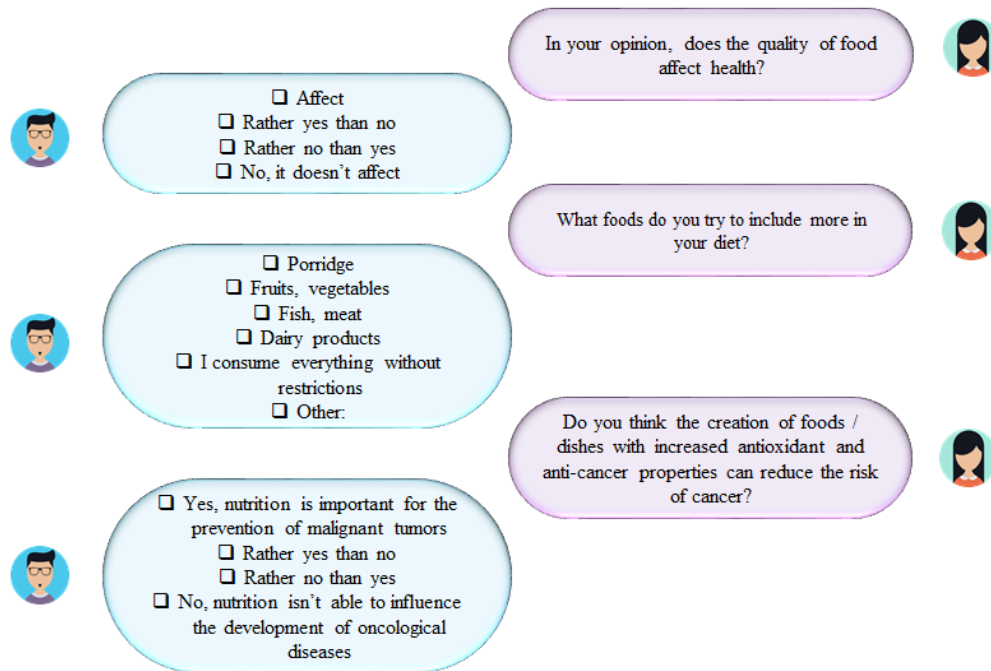 In your opinion, does the quality of food
affect health?
❑ Affect
❑ Rather yes than no
❑ Rather no than yes
❑ No, it doesn't affect
What foods do you try to include more in
your diet?
❑ Porridge
❑ Fruits, vegetables
❑ Fish, meat
❑ Dairy products
❑ I consume everything without
restrictions
❑ Other:
Do you think the creation of foods /
dishes with increased antioxidant and
anti-cancer properties can reduce the risk
of cancer?
❑ Yes, nutrition is important for the
prevention of malignant tumors
❑ Rather yes than no
❑ Rather no than yes
❑ No, nutrition isn't able to influence
the development of oncological
diseases